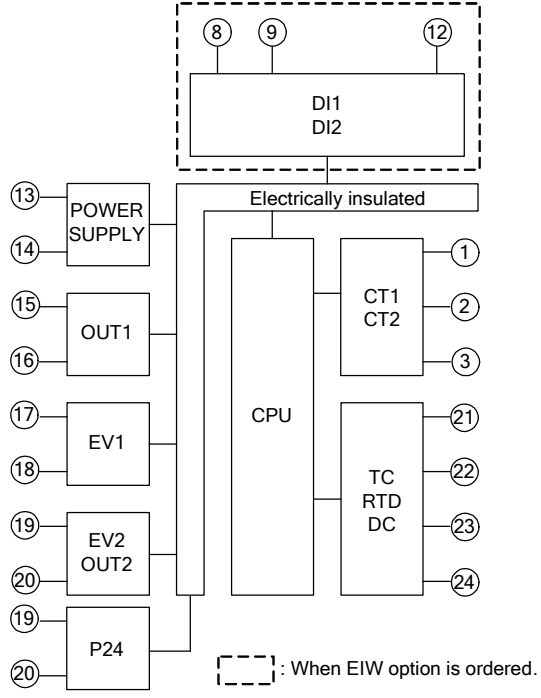 8 9 12
DI1
DI2
Electrically insulated
13
14
POWER
SUPPLY
15
16
OUT1
17
18
EV1
19
20
EV2
OUT2
19
20
P24
CPU
CT1
CT2
1
2
3
TC
RTD
DC
21
22
23
24
: When EIW option is ordered.